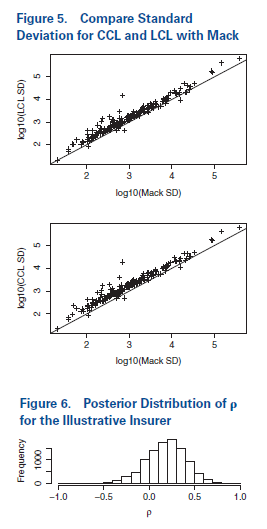 Figure 5. Compare Standard
Deviation for CCL and LCL with Mack
log10(LCL SD)
2 3 4 5
2 3 4 5
log10(Mack SD)
log10(CCL SD)
2 3 4 5
2 3 4 5
log10(Mack SD)
Figure 6. Posterior Distribution of ρ
for the Illustrative Insurer
Frequency
0 1000
−1.0 −0.5 0.0 0.5 1.0
ρ